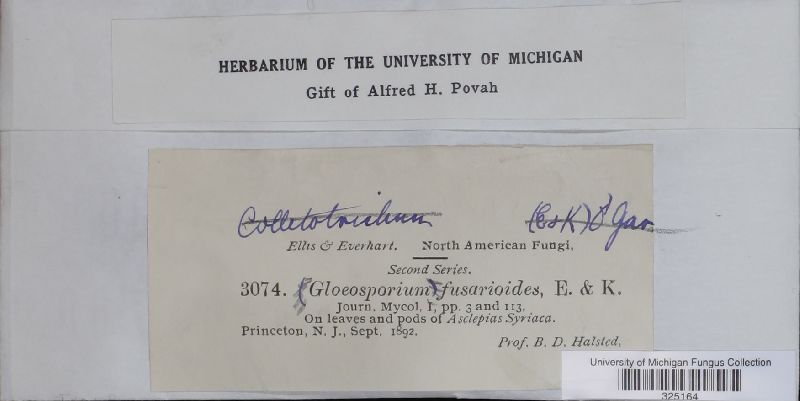 HERBARIUM OF THE UNIVERSITY OF MICHIGAN
Gift of Alfred H. Povah
Colletotrichum (E&K) O'Gar
Ellis & Everhart. North American Fungi.
Second Series.
3074. (Gloeosporium) fusarioides, E. & K.
Journ. Mycol. I, pp. 3 and 113.
On leaves and pods of Asclepias Syriaca.
Princeton, N. J., Sept. 1892.
Prof. B. D. Halsted.
University of Michigan Fungus Collection
325164